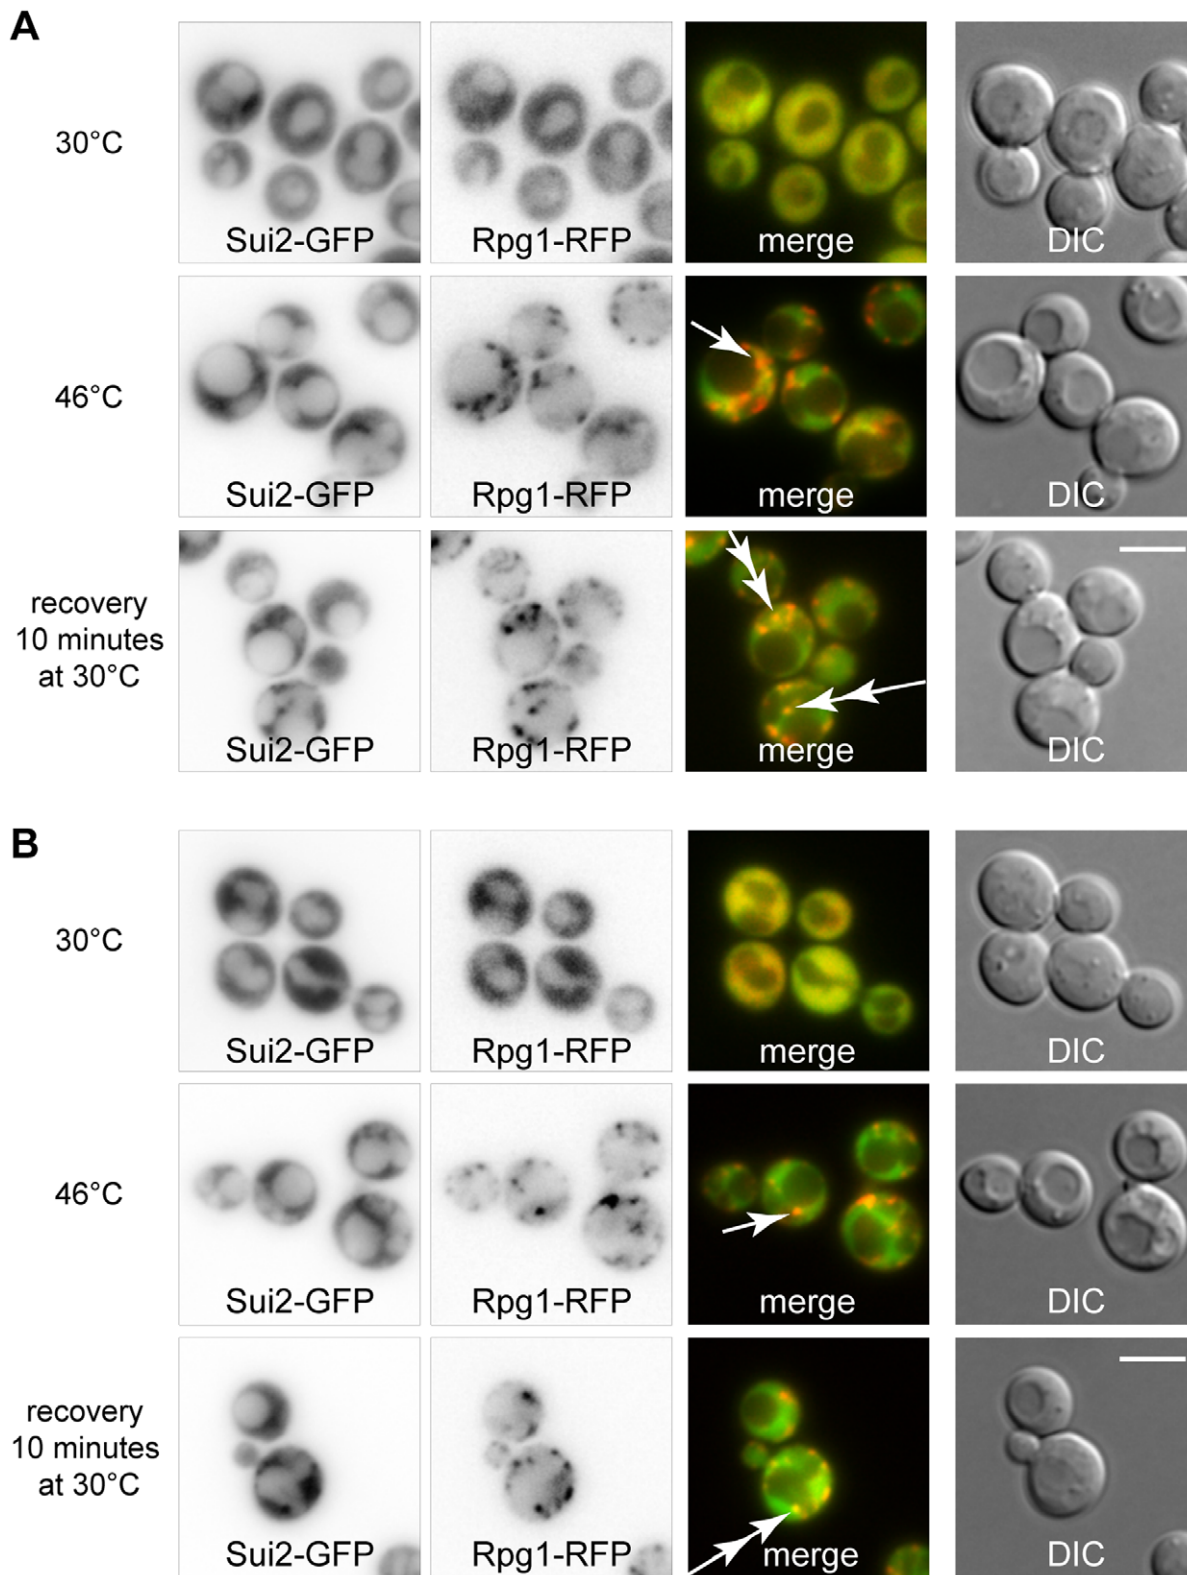 A
30°C
Sui2-GFP Rpg1-RFP merge DIC
46°C
Sui2-GFP Rpg1-RFP merge DIC
recovery
10 minutes
at 30°C
Sui2-GFP Rpg1-RFP merge DIC
B
30°C
Sui2-GFP Rpg1-RFP merge DIC
46°C
Sui2-GFP Rpg1-RFP merge DIC
recovery
10 minutes
at 30°C
Sui2-GFP Rpg1-RFP merge DIC